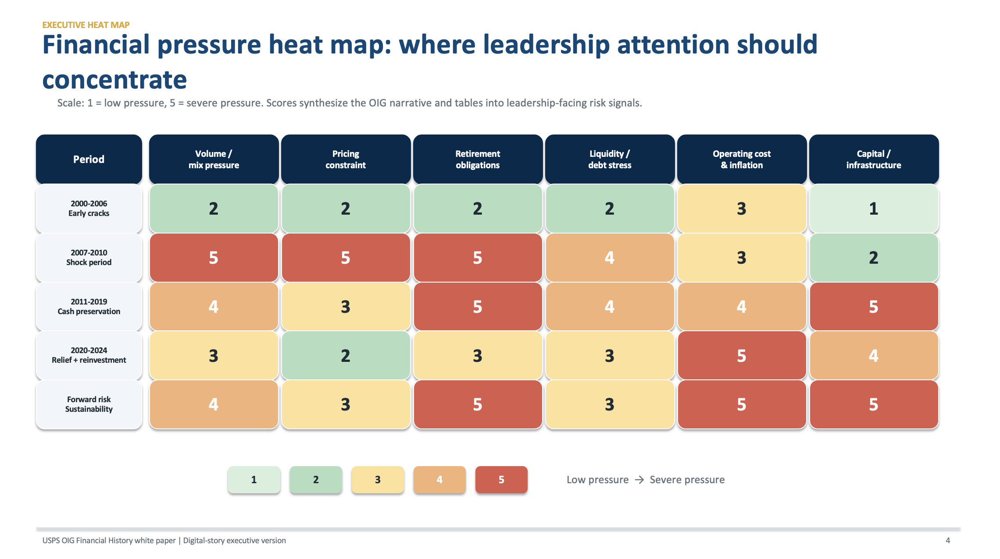 EXECUTIVE HEAT MAP
Financial pressure heat map: where leadership attention should
concentrate
Scale: 1 = low pressure, 5 = severe pressure. Scores synthesize the OIG narrative and tables into leadership-facing risk signals.
Period
Volume /
mix pressure
Pricing
constraint
Retirement
obligations
Liquidity /
debt stress
Operating cost
& inflation
Capital /
infrastructure
2000-2006
Early cracks
2
2
2
2
3
1
2007-2010
Shock period
5
5
5
4
3
2
2011-2019
Cash preservation
4
3
5
4
4
5
2020-2024
Relief + reinvestment
3
2
3
3
5
4
Forward risk
Sustainability
4
3
5
3
5
5
1
2
3
4
5
Low pressure → Severe pressure
USPS OIG Financial History white paper | Digital-story executive version
4